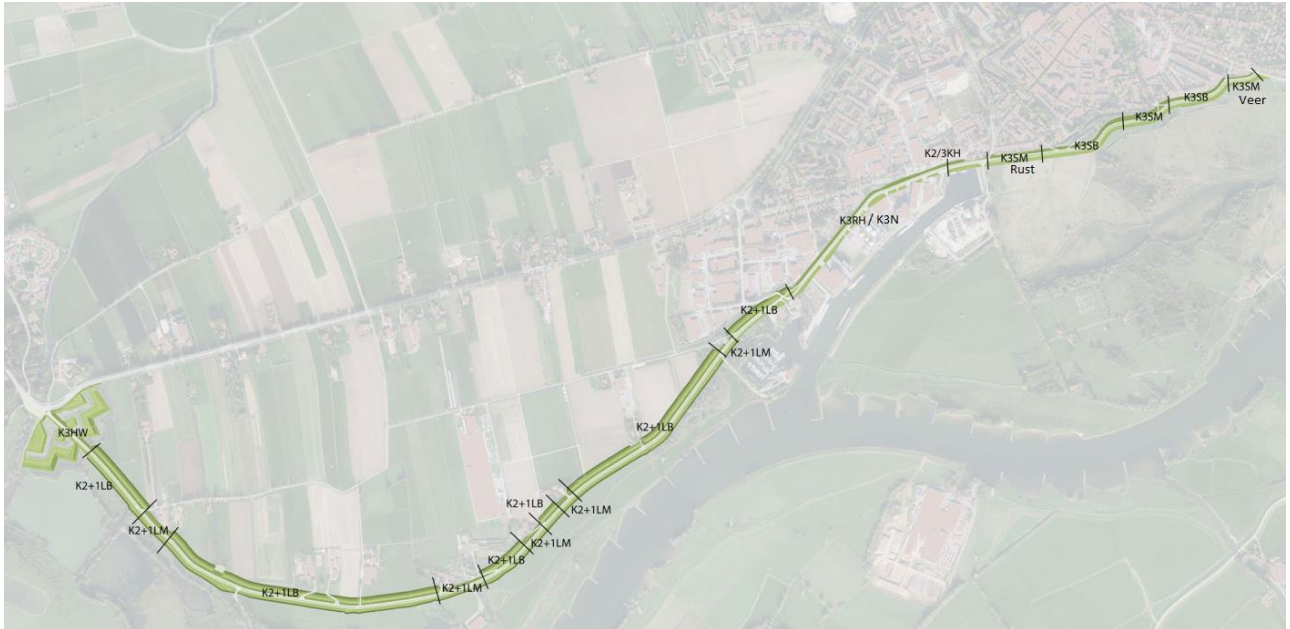 K3SM
Veer
K3SB
K3SM
K3SB
K2/3KH
K3SM
Rust
K3RH / K3N
K2+1LB
K2+1LM
K2+1LB
K3HW
K2+1LB
K2+1LM
K2+1LB
K2+1LM
K2+1LB
K2+1LM
K2+1LB
K2+1LM